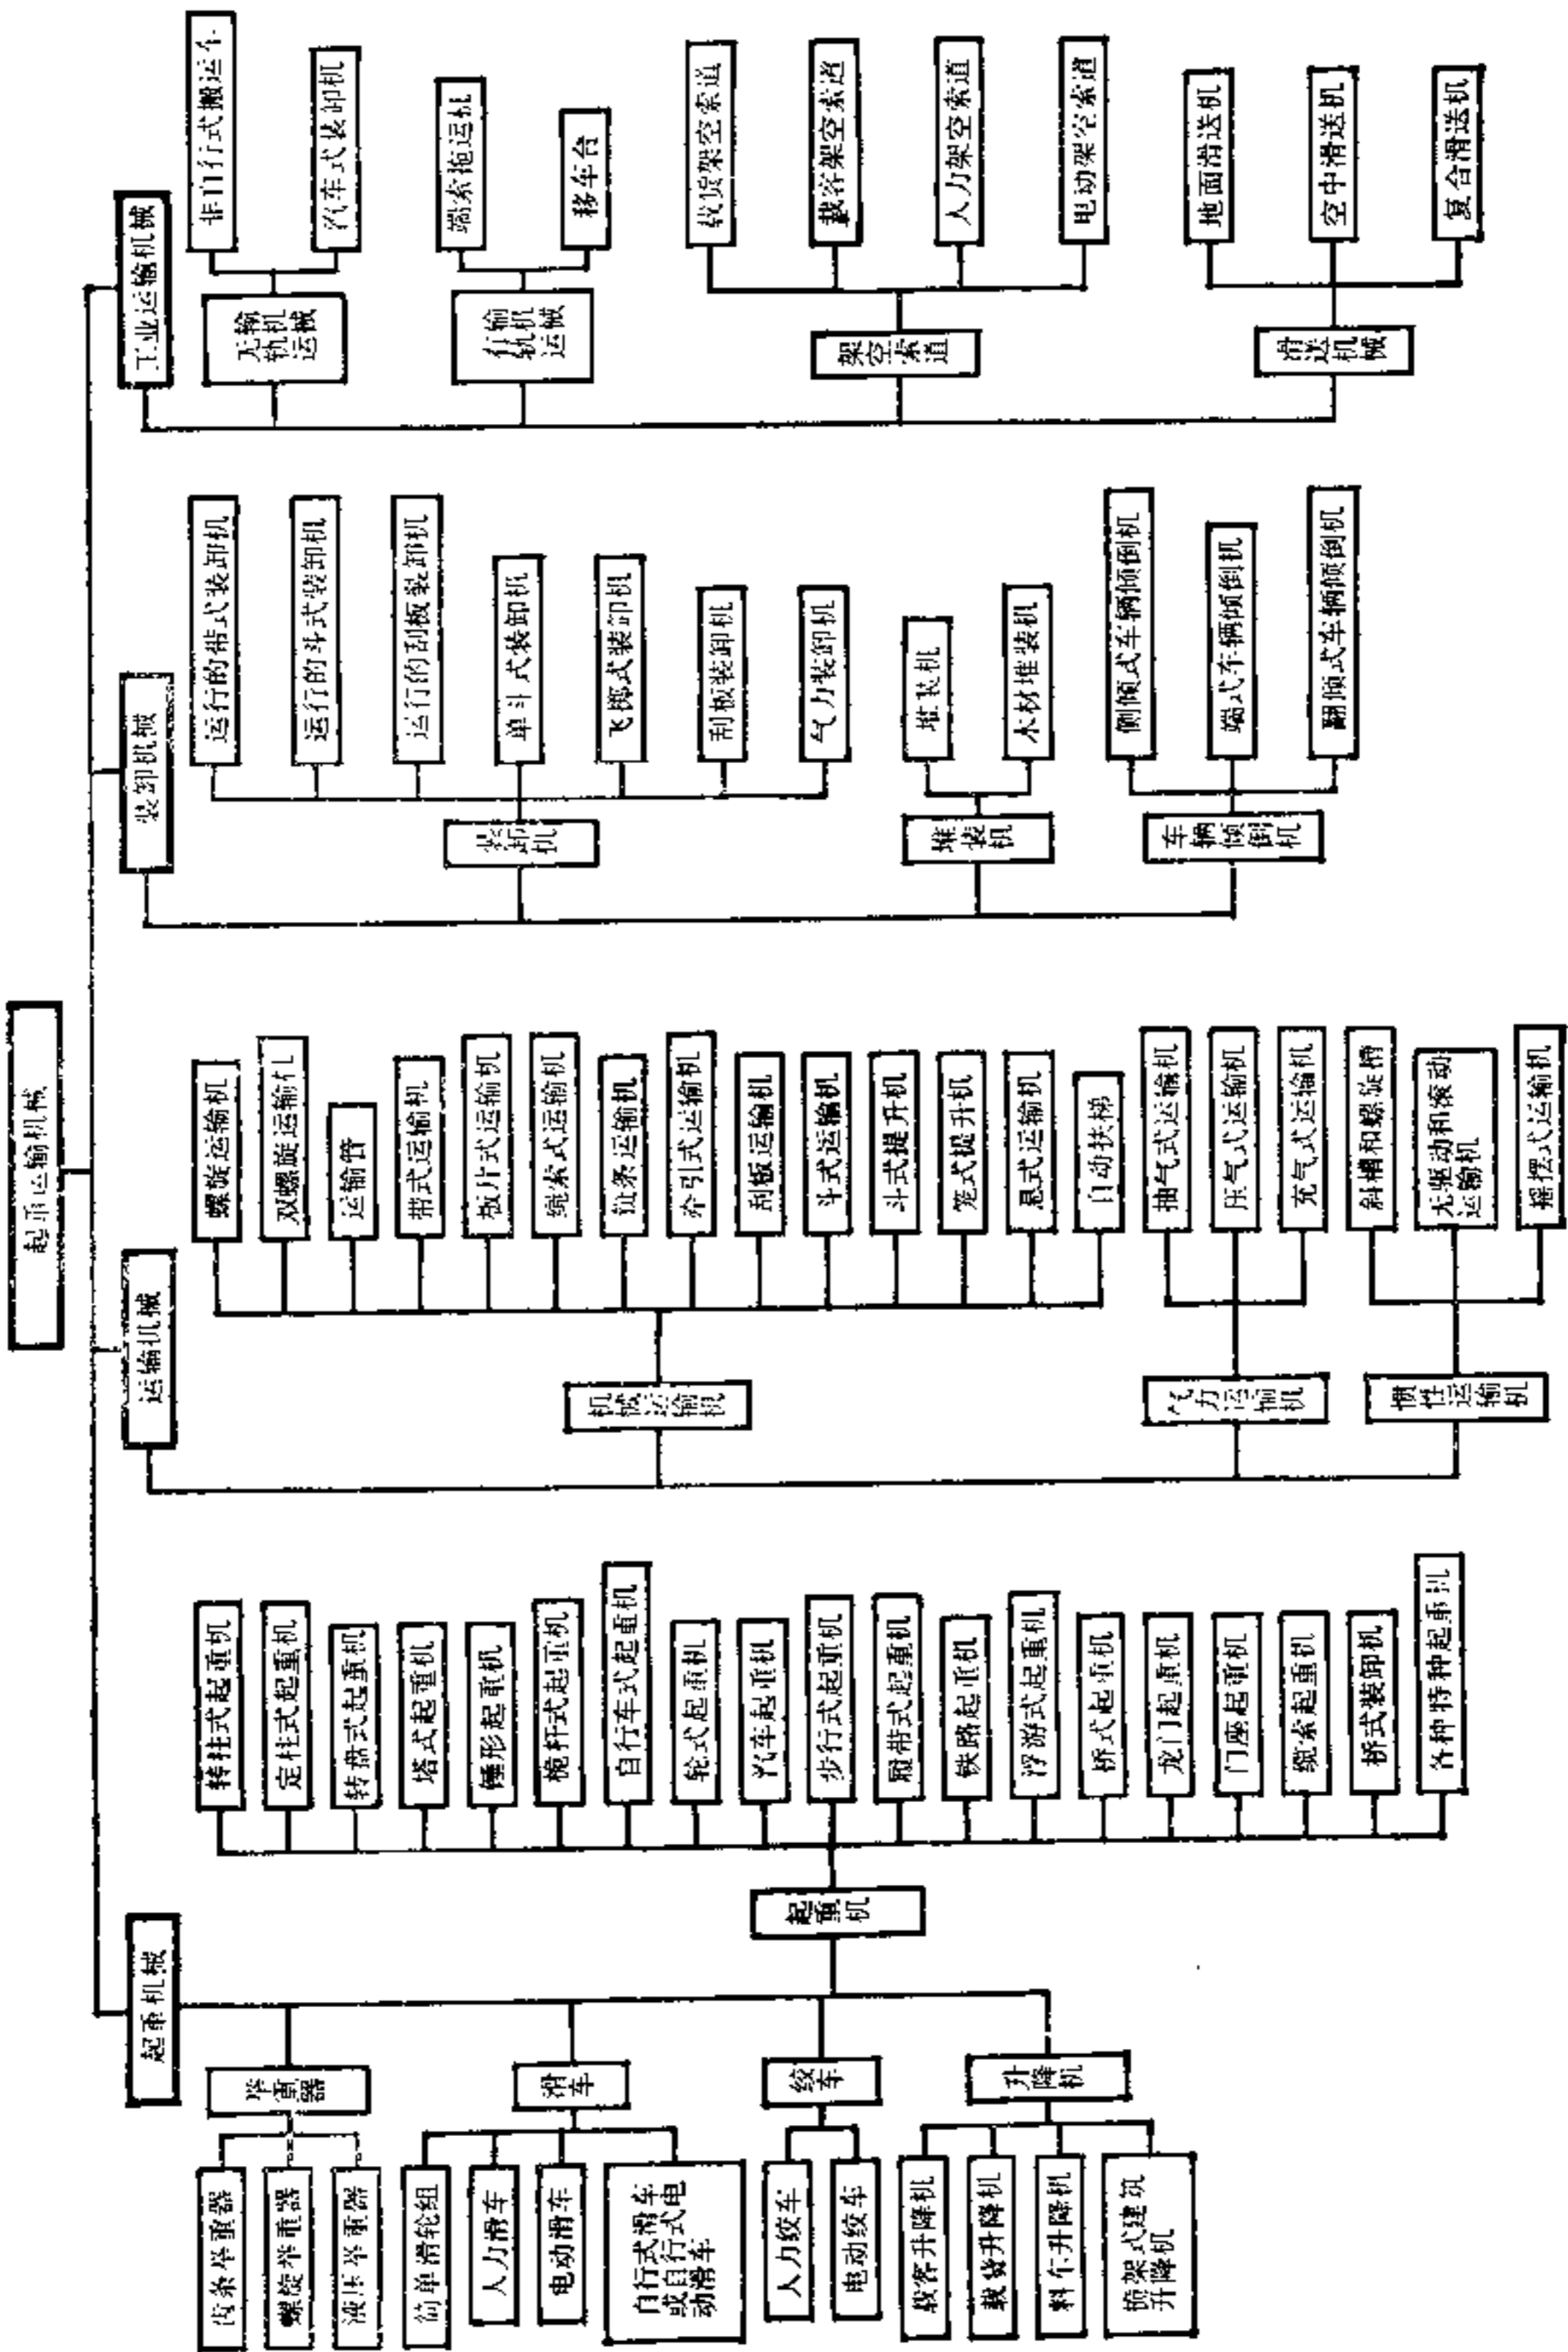 起重运输机械
起重机械
举重器
齿条举重器
螺旋举重器
液压举重器
滑车
简单滑轮组
人力滑车
电动滑车
自行式滑车
或自行式电
动滑车
绞车
人力绞车
电动绞车
升降机
载客升降机
载货升降机
料车升降机
架式建筑
升降机
起重机
转柱式起重机
定柱式起重机
转盘式起重机
塔式起重机
锤形起重机
桅杆式起重机
自行车式起重机
轮式起重机
汽车起重机
步行式起重机
履带式起重机
铁路起重机
浮游式起重机
桥式起重机
龙门起重机
门座起重机
缆索起重机
桥式装卸机
各种特种起重机
运输机械
机械运输机
螺旋运输机
双螺旋运输机
运输管
带式运输机
板片式运输机
绳索式运输机
链条运输机
牵引式运输机
刮板运输机
斗式运输机
斗式提升机
笼式提升机
悬式运输机
自动扶梯
气力运输机
抽气式运输机
压气式运输机
充气式运输机
惯性运输机
斜槽和螺旋槽
无驱动和滚动
运输机
摇摆式运输机
装卸机械
装卸机
运行的带式装卸机
运行的斗式装卸机
运行的刮板装卸机
单斗式装卸机
飞掷式装卸机
刮板装卸机
气力装卸机
堆装机
堆装机
木材堆装机
车辆倾倒机
侧倾式车辆倾倒机
端式车辆倾倒机
翻倾式车辆倾倒机
工业运输机械
无轨运
输机械
非自行式搬运车
汽车式装卸机
行轨运
输机械
端索拖运机
移车台
架空索道
载货架空索道
载客架空索道
人力架空索道
电动架空索道
滑送机械
地面滑送机
空中滑送机
复合滑送机